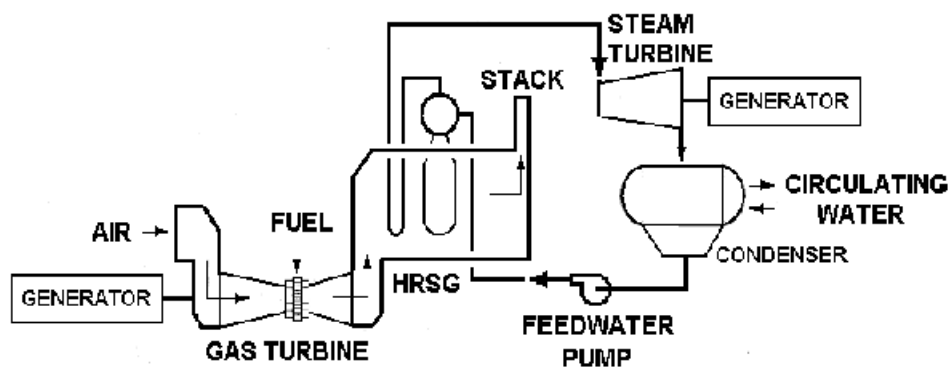 STEAM
TURBINE
STACK
GENERATOR
CIRCULATING
WATER
AIR
FUEL
CONDENSER
GENERATOR
HRSG
GAS TURBINE
FEEDWATER
PUMP